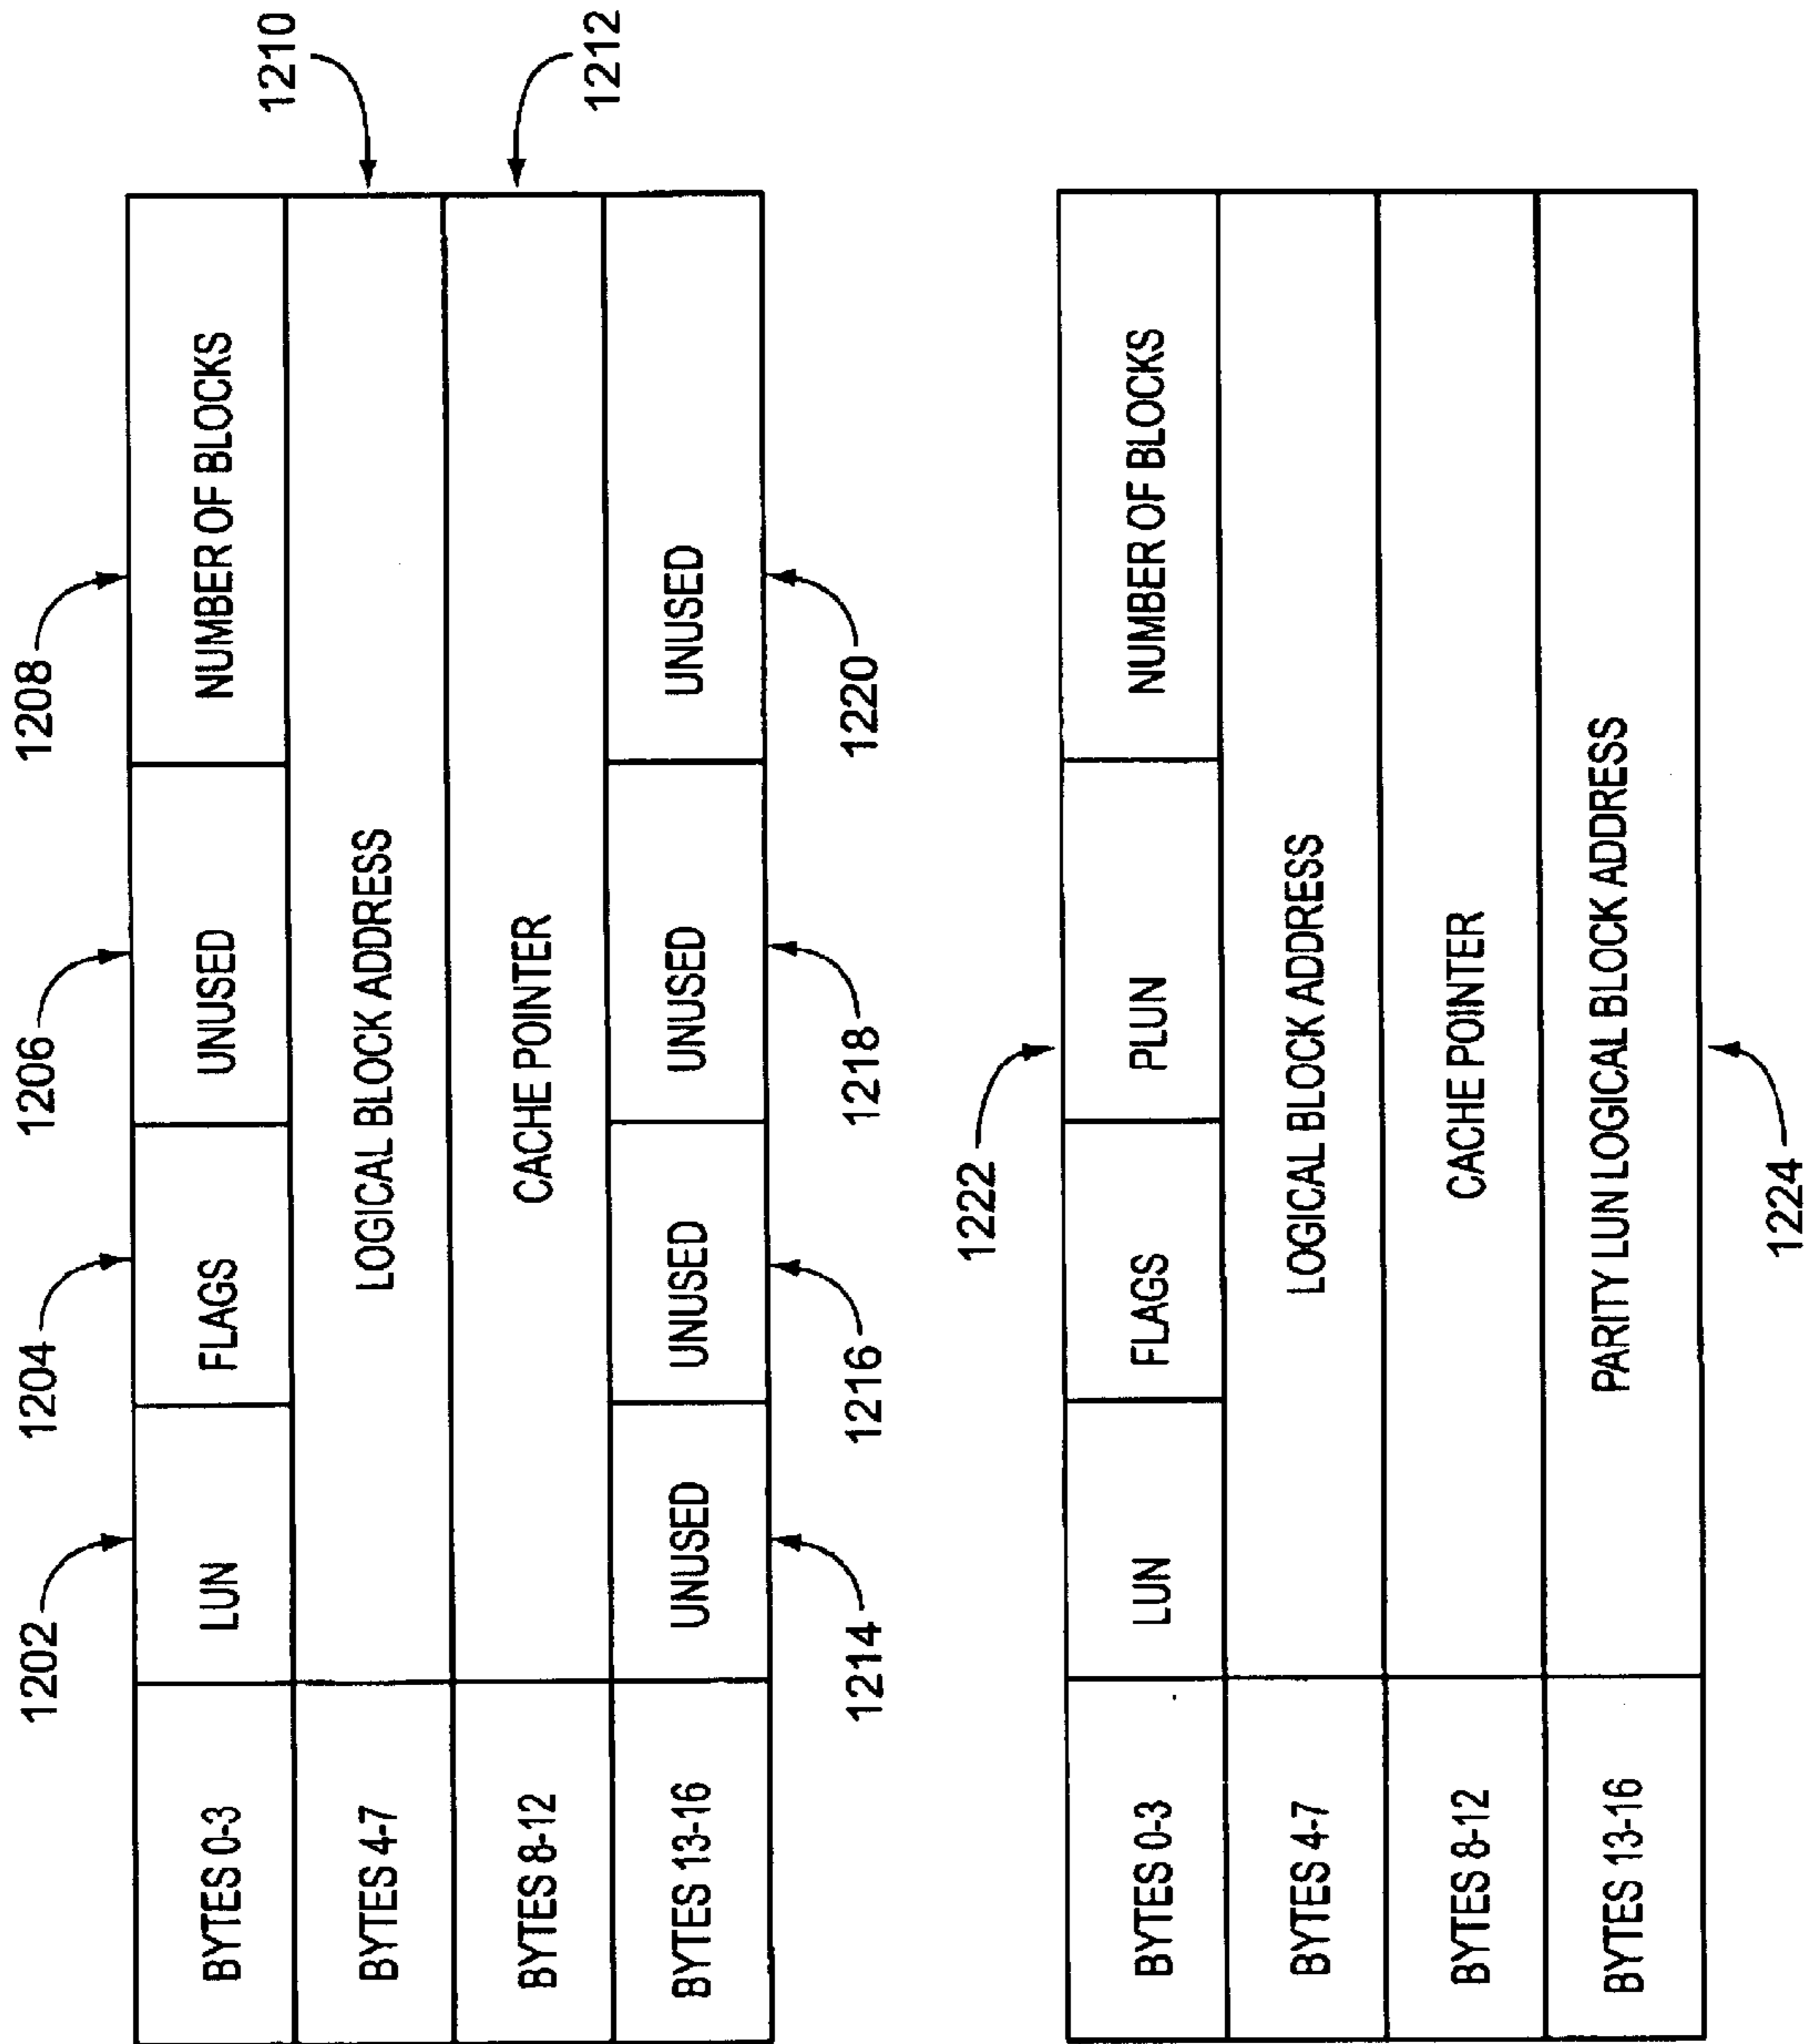 1202
1204
1206
1208
BYTES 0-3 LUN FLAGS UNUSED NUMBER OF BLOCKS
1210
BYTES 4-7 LOGICAL BLOCK ADDRESS
BYTES 8-12 CACHE POINTER
1212
BYTES 13-16 UNUSED UNUSED UNUSED UNUSED
1214
1216
1218
1220
1222
BYTES 0-3 LUN FLAGS PLUN NUMBER OF BLOCKS
BYTES 4-7 LOGICAL BLOCK ADDRESS
BYTES 8-12 CACHE POINTER
BYTES 13-16 PARITY LUN LOGICAL BLOCK ADDRESS
1224